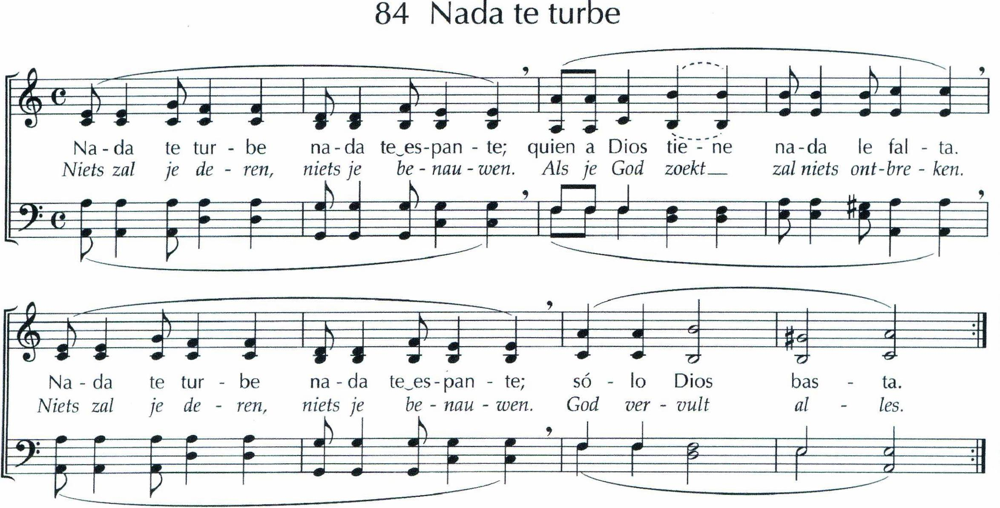 84 Nada te turbe
Na - da te tur - be na - da te‿es - pan - te; quien a Dios tie - ne na - da le fal - ta.
Niets zal je de - ren, niets je be - nau - wen. Als je God zoekt__ zal niets ont - bre - ken.
Na - da te tur - be na - da te‿es - pan - te; só - lo Dios bas - ta.
Niets zal je de - ren, niets je be - nau - wen. God ver - vult al - les.